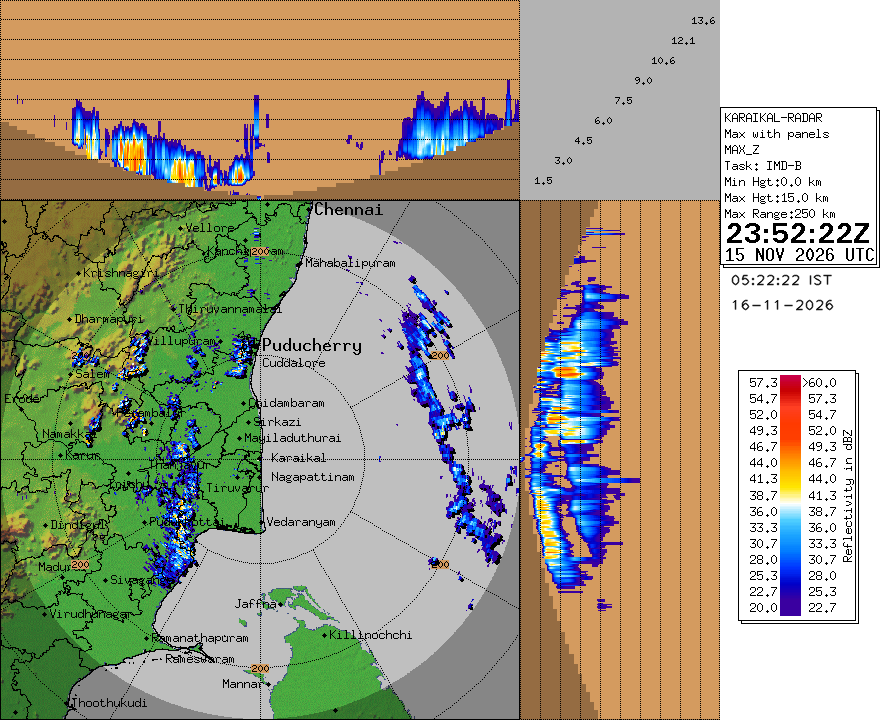 13.6
12.1
10.6
9.0
7.5
6.0
4.5
3.0
1.5
KARAIKAL-RADAR
Max with panels
MAX_Z
Task: IMD-B
Min Hgt:0.0 km
Max Hgt:15.0 km
Max Range:250 km
23:52:22Z
15 NOV 2026 UTC
05:22:22 IST
16-11-2026
Chennai
Vellore
200
Mahabalipuram
Krishnagiri
Thiruvannamalai
Dharmapuri
Villupuram
Puducherry
200
Cuddalore
Salem
Erode
Chidambaram
Perambalur
Sirkazi
Namakkal
Mayiladuthurai
Karur
Karaikal
Thanjavur
Nagapattinam
Tiruvarur
Dindigul
Pudukkottai
Vedaranyam
200
200
Madurai
Sivaganga
Jaffna
Virudhunagar
Ramanathapuram
Killinochchi
Rameswaram
200
Mannar
Thoothukudi
57.3 >60.0
54.7 57.3
52.0 54.7
49.3 52.0
46.7 49.3
44.0 46.7
41.3 44.0
38.7 41.3
36.0 38.7
33.3 36.0
30.7 33.3
28.0 30.7
25.3 28.0
22.7 25.3
20.0 22.7
Reflectivity in dBZ